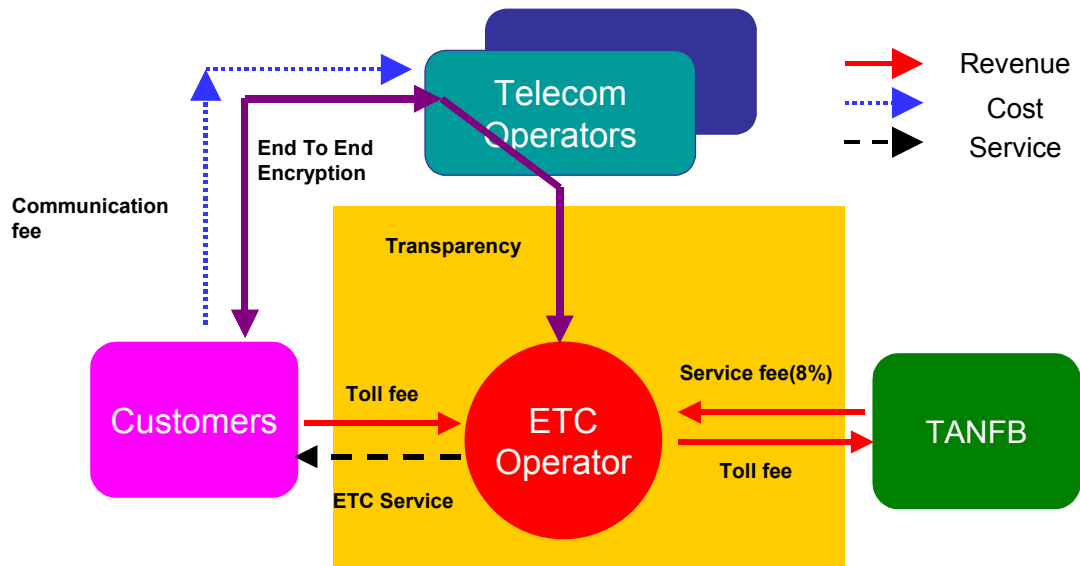 Telecom
Operators
Revenue
Cost
Service
End To End
Encryption
Communication
fee
Transparency
Customers
Toll fee
ETC Service
ETC
Operator
Service fee(8%)
Toll fee
TANFB